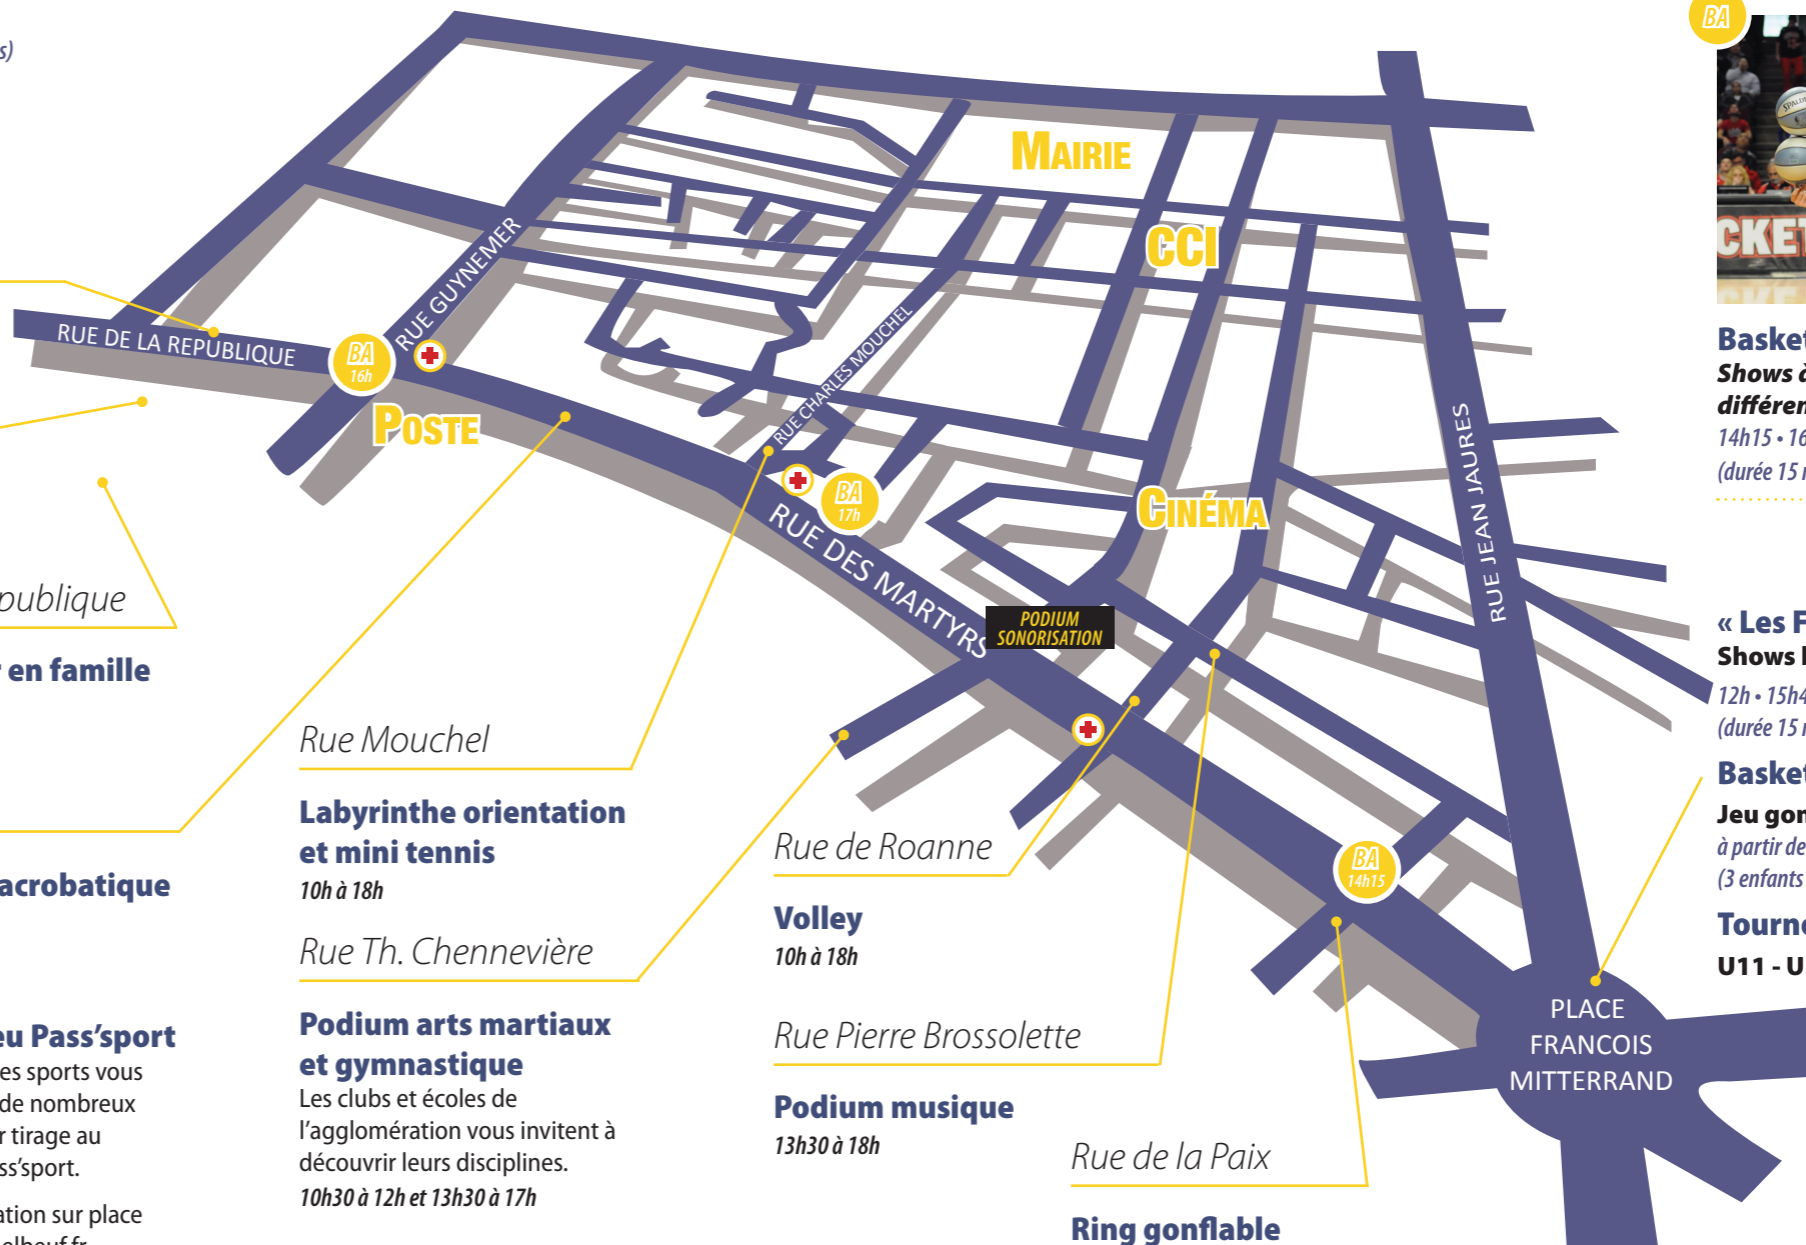 s)
BA
MAIRIE
CCI
RUE GUYNEMER
RUE DE LA REPUBLIQUE
BA
16h
POSTE
RUE CHARLES MOUCHEL
BA
17h
CINÉMA
RUE DES MARTYRS
PODIUM
SONORISATION
RUE JEAN JAURES
BA
14h15
PLACE
FRANCOIS
MITTERRAND
publique
r en famille
acrobatique
eu Pass’sport
es sports vous
de nombreux
r tirage au
ss’sport.
ation sur place
elbeuf.fr
Rue Mouchel
Labyrinthe orientation
et mini tennis
10h à 18h
Rue Th. Chennevière
Podium arts martiaux
et gymnastique
Les clubs et écoles de
l’agglomération vous invitent à
découvrir leurs disciplines.
10h30 à 12h et 13h30 à 17h
Rue de Roanne
Volley
10h à 18h
Rue Pierre Brossolette
Podium musique
13h30 à 18h
Rue de la Paix
Ring gonflable
SPALD
CKET
Basket
Shows à
différen
14h15 • 16
(durée 15 m
« Les F
Shows
12h • 15h4
(durée 15 m
Basket
Jeu gon
à partir de
(3 enfants
Tourno
U11 - U